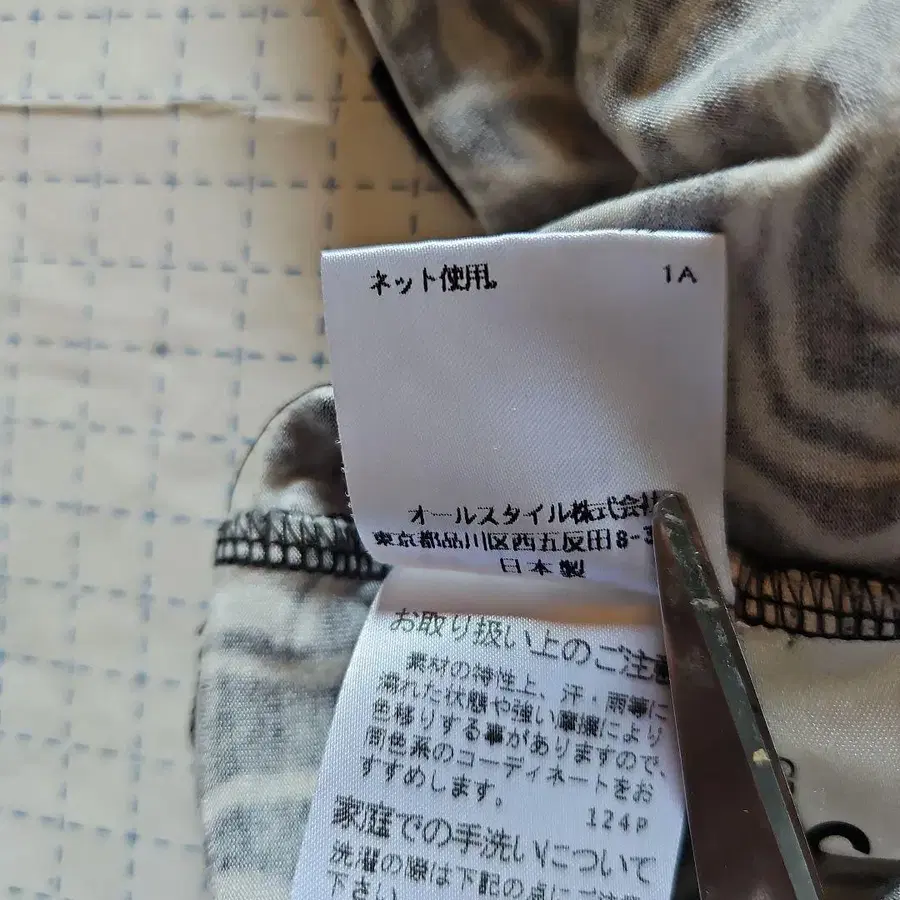 ネット使用。
1A
オールスタイル株式会社
東京都品川区西五反田8-3
日本製
お取り扱い上のご注意
素材の特性上、汗・雨等に
濡れた状態や強い摩擦により
色移りする事がありますので、
同色系のコーディネートをお
すすめします。
124P
家庭での手洗いについて
洗濯の際は下記の点にご注意
下さい